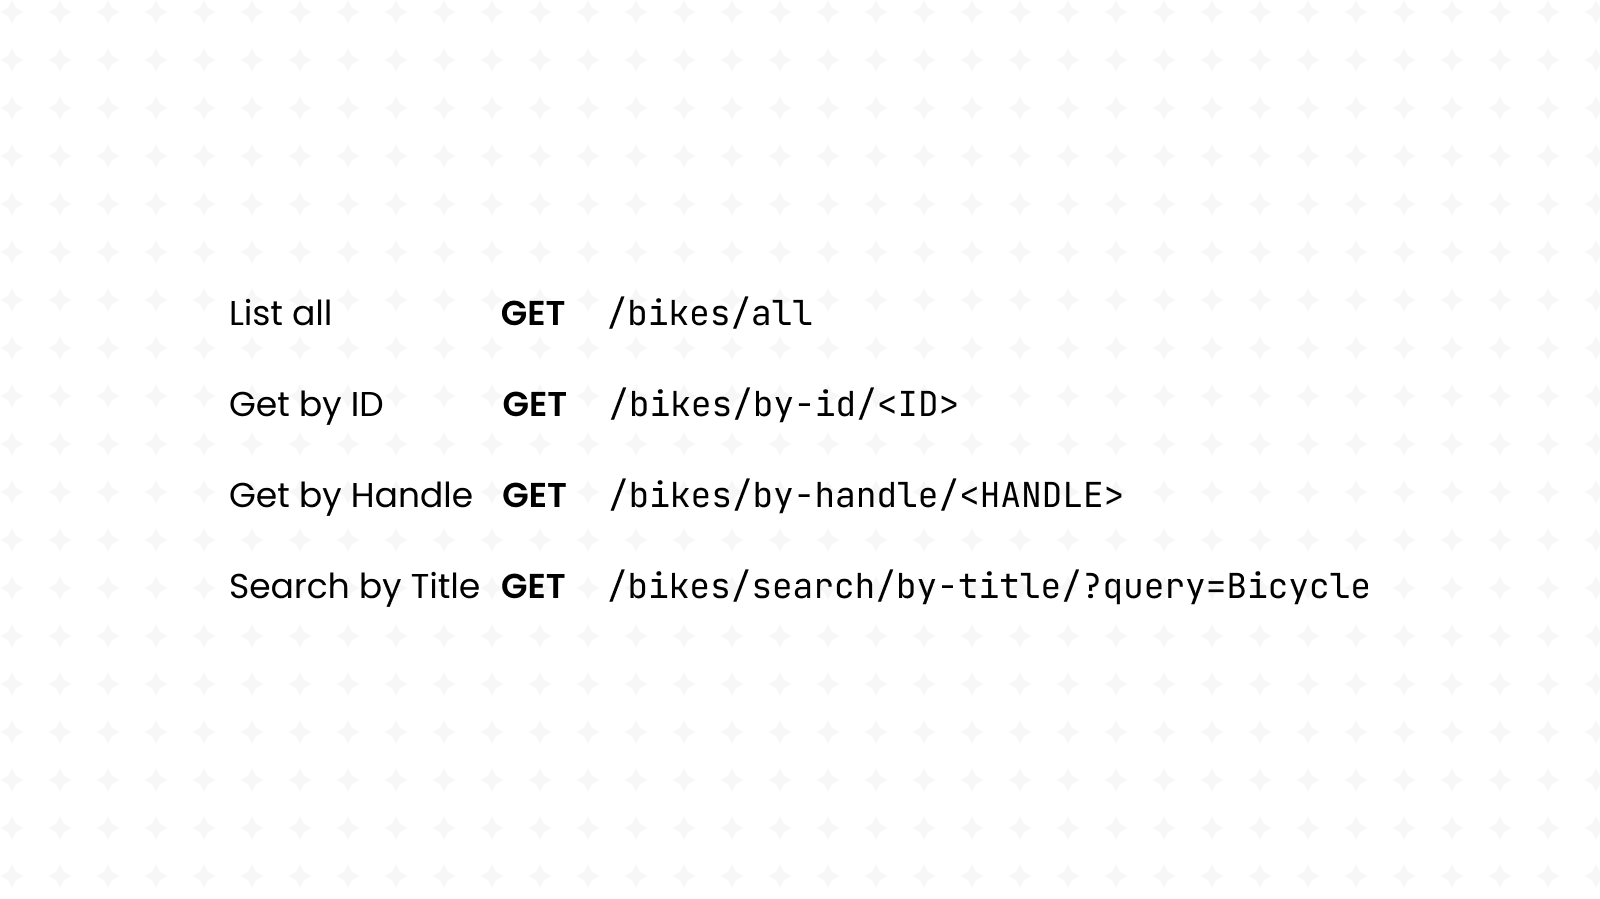 List all GET /bikes/all
Get by ID GET /bikes/by-id/<ID>
Get by Handle GET /bikes/by-handle/<HANDLE>
Search by Title GET /bikes/search/by-title/?query=Bicycle